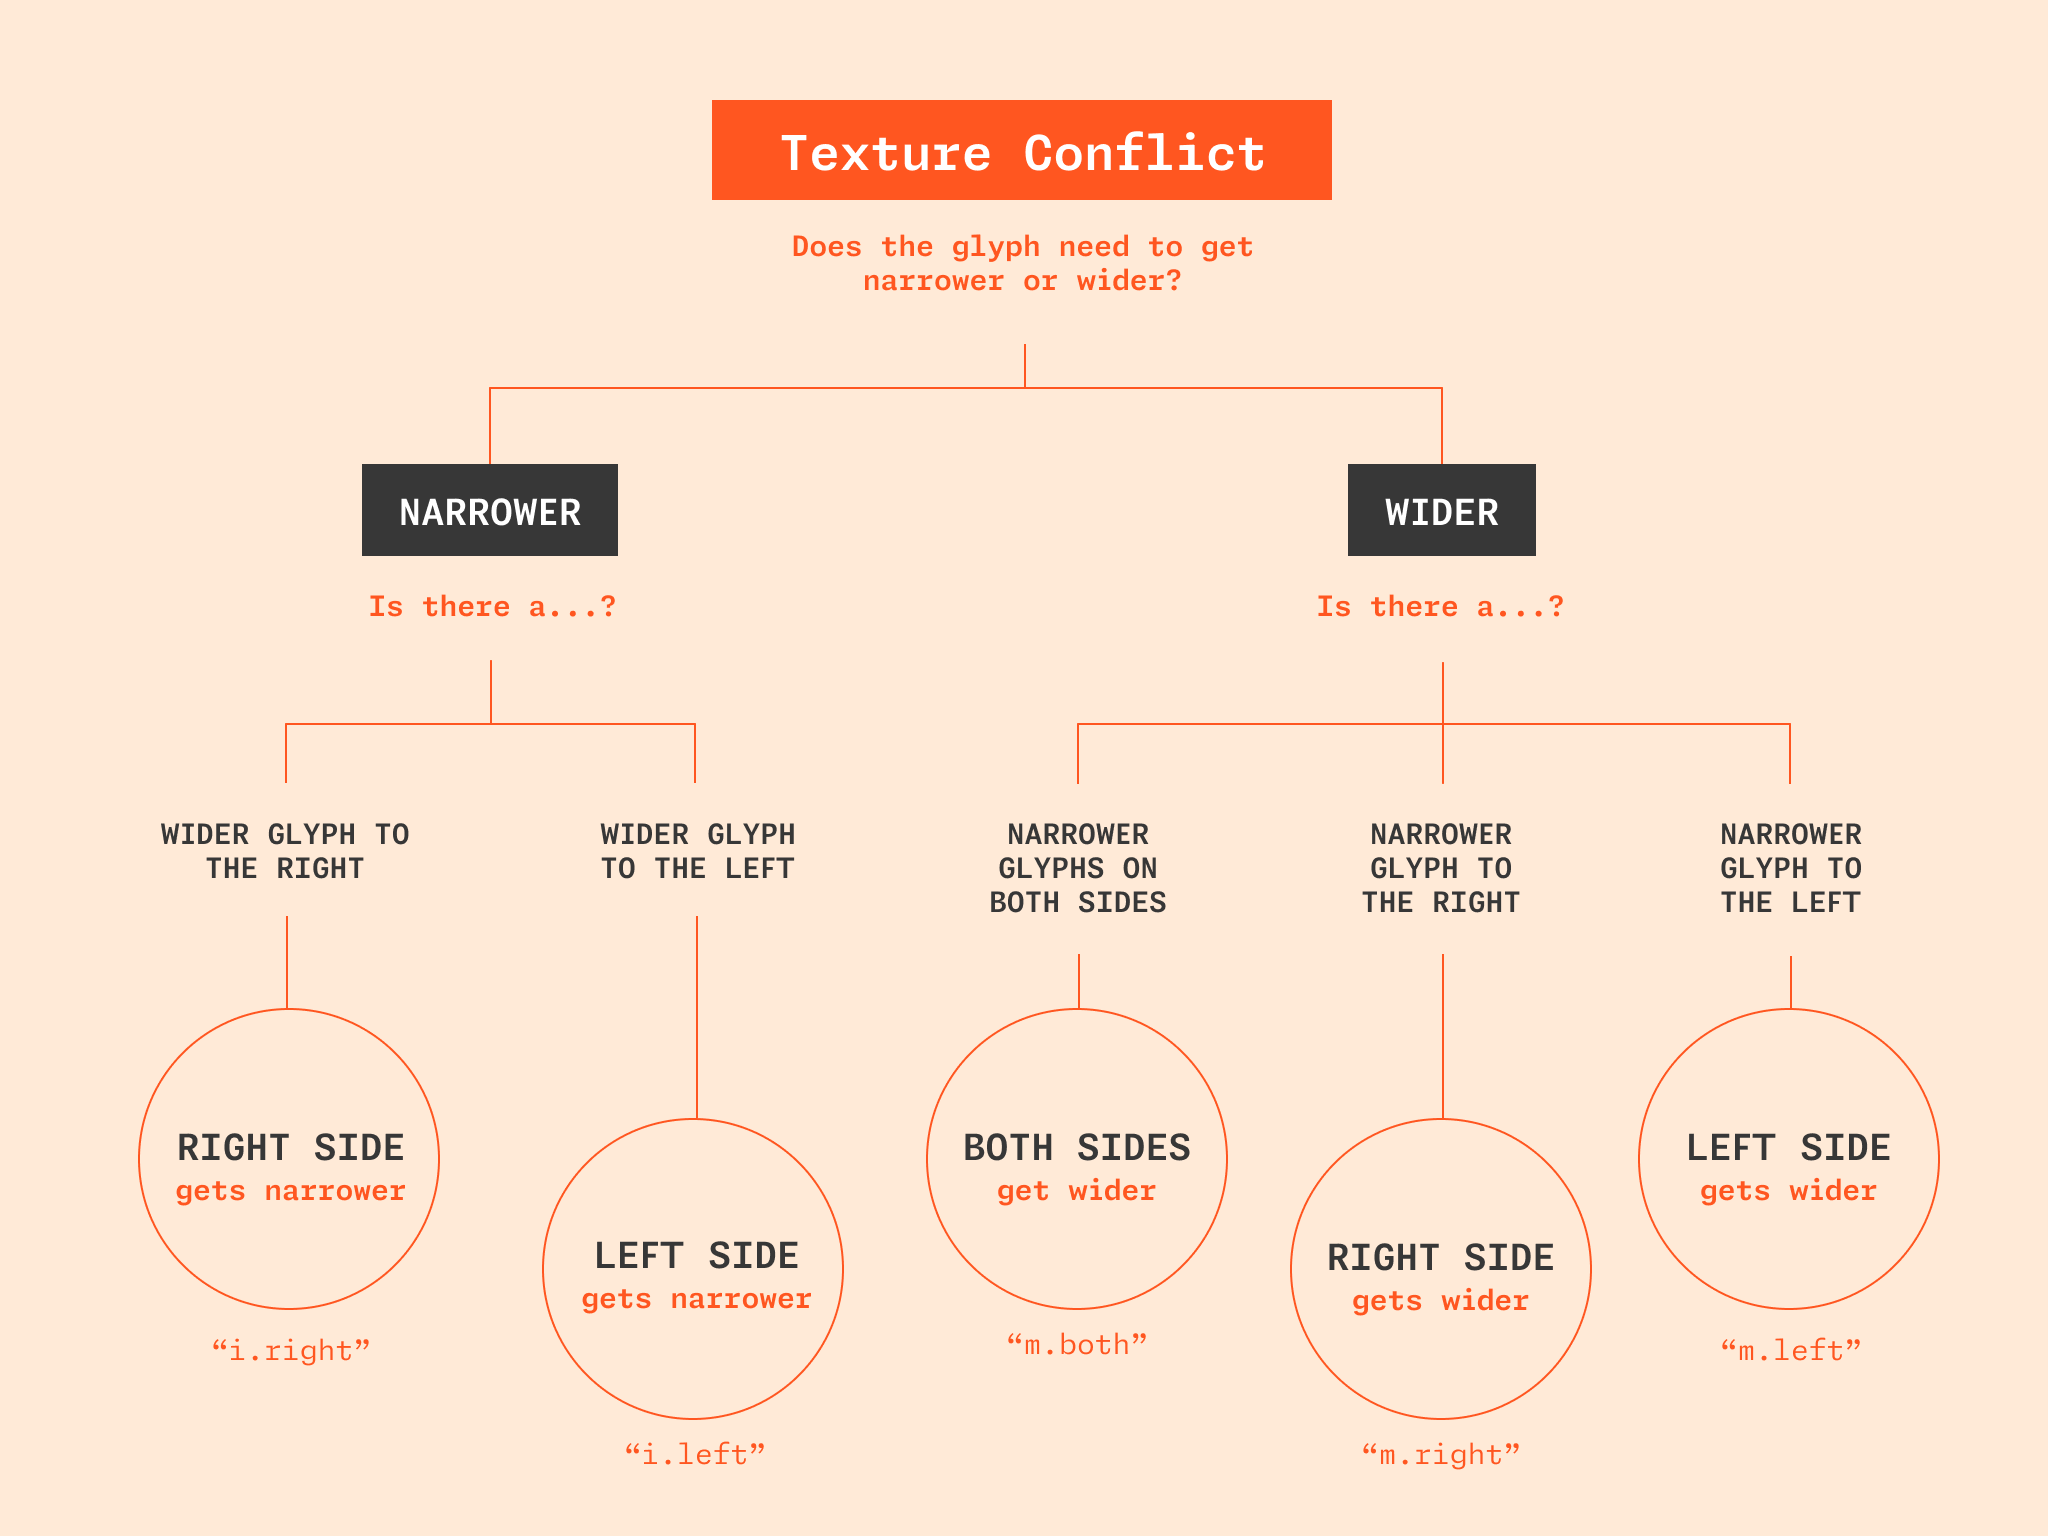 Texture Conflict
Does the glyph need to get
narrower or wider?
NARROWER
Is there a...?
WIDER
Is there a...?
WIDER GLYPH TO
THE RIGHT
WIDER GLYPH
TO THE LEFT
NARROWER
GLYPHS ON
BOTH SIDES
NARROWER
GLYPH TO
THE RIGHT
NARROWER
GLYPH TO
THE LEFT
RIGHT SIDE
gets narrower
“i.right”
LEFT SIDE
gets narrower
“i.left”
BOTH SIDES
get wider
“m.both”
RIGHT SIDE
gets wider
“m.right”
LEFT SIDE
gets wider
“m.left”